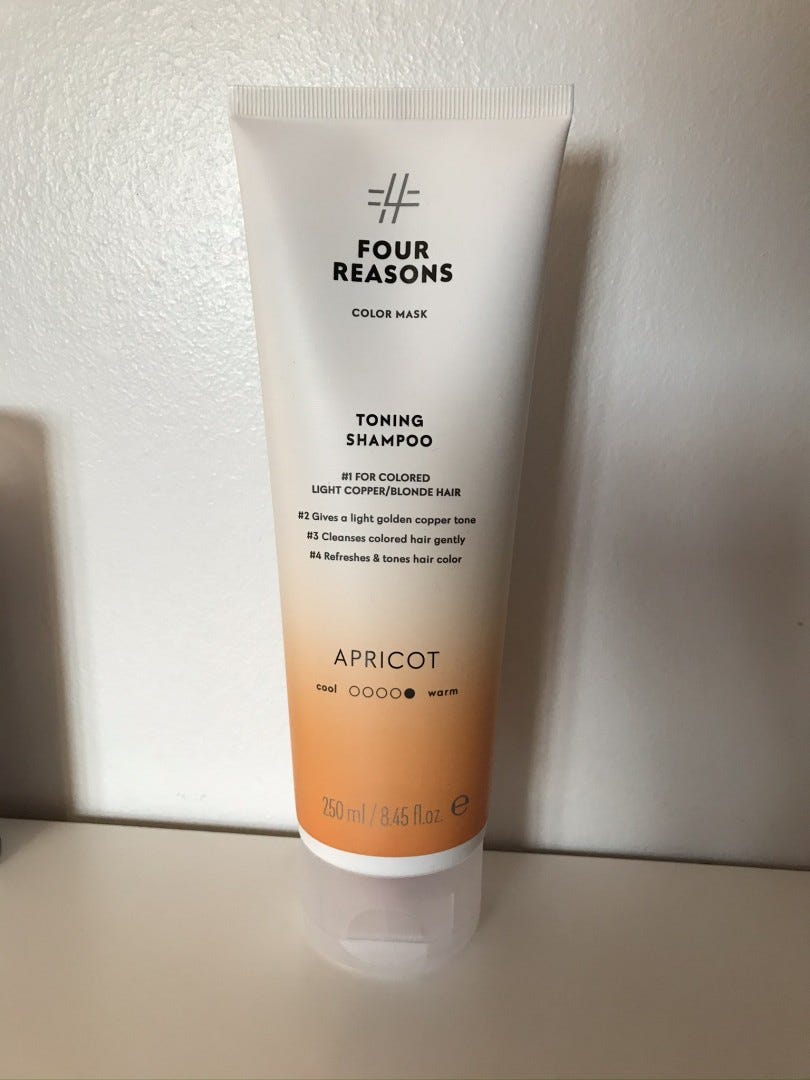 FOUR
REASONS
COLOR MASK
TONING
SHAMPOO
#1 FOR COLORED
LIGHT COPPER/BLONDE HAIR
#2 Gives a light golden copper tone
#3 Cleanses colored hair gently
#4 Refreshes & tones hair color
APRICOT
cool warm
250 ml / 8.45 fl.oz. ℮